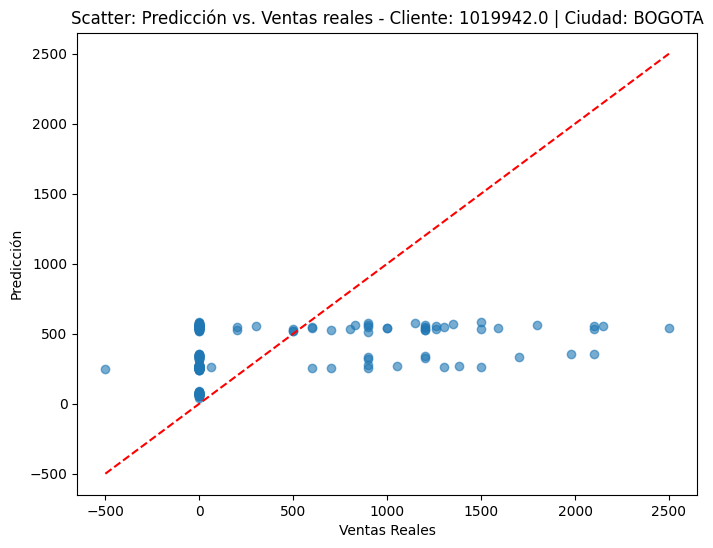 Scatter: Predicción vs. Ventas reales - Cliente: 1019942.0 | Ciudad: BOGOTA
Predicción
2500
2000
1500
1000
500
0
−500
−500 0 500 1000 1500 2000 2500
Ventas Reales